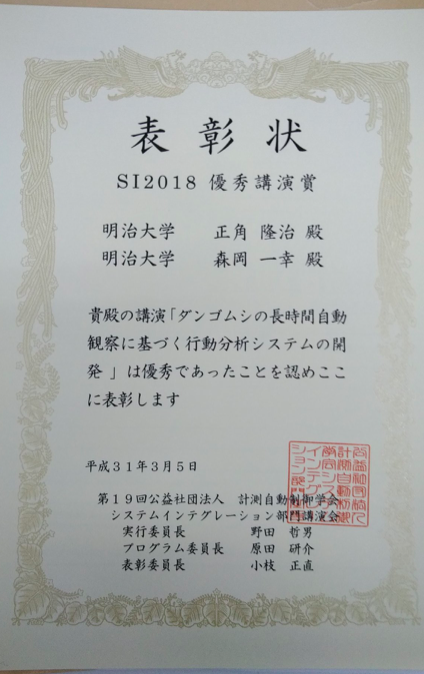 表彰状
SI2018 優秀講演賞
明治大学 正角 隆治 殿
明治大学 森岡 一幸 殿
貴殿の講演「ダンゴムシの長時間自動
観察に基づく行動分析システムの開
発 」は優秀であったことを認めここ
に表彰します
平成31年3月5日
第19回公益社団法人 計測自動制御学会
システムインテグレーション部門講演会
実行委員長 野田 哲男
プログラム委員長 原田 研介
表彰委員長 小枝 正直